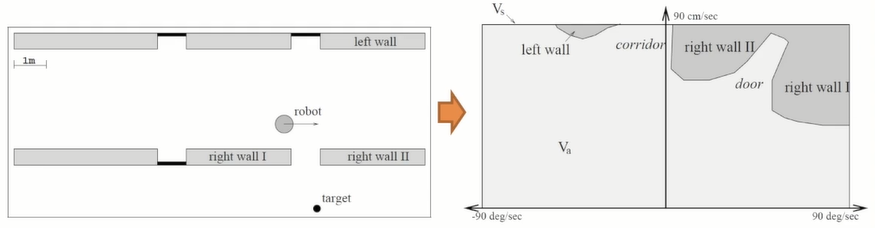 left wall
1m
robot
right wall I
right wall II
target
Vs
90 cm/sec
left wall
corridor
right wall II
door
right wall I
Va
-90 deg/sec
90 deg/sec